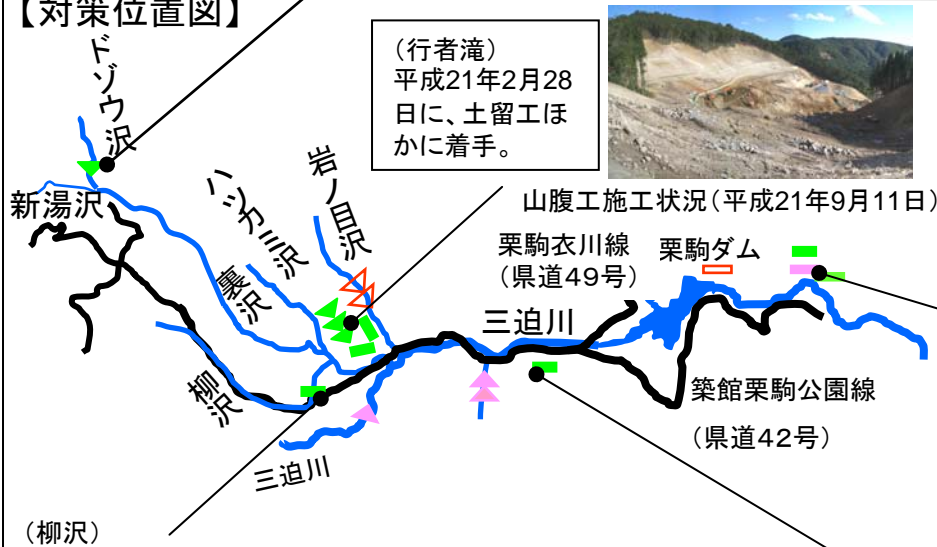 【対策位置図】
(行者滝)
平成21年2月28
日に、土留工ほ
かに着手。
山腹工施工状況(平成21年9月11日)
ドゾウ沢
新湯沢
ハツカ三沢
岩ノ目沢
裏沢
柳沢
栗駒衣川線
(県道49号)
栗駒ダム
三迫川
築館栗駒公園線
(県道42号)
三迫川
(柳沢)